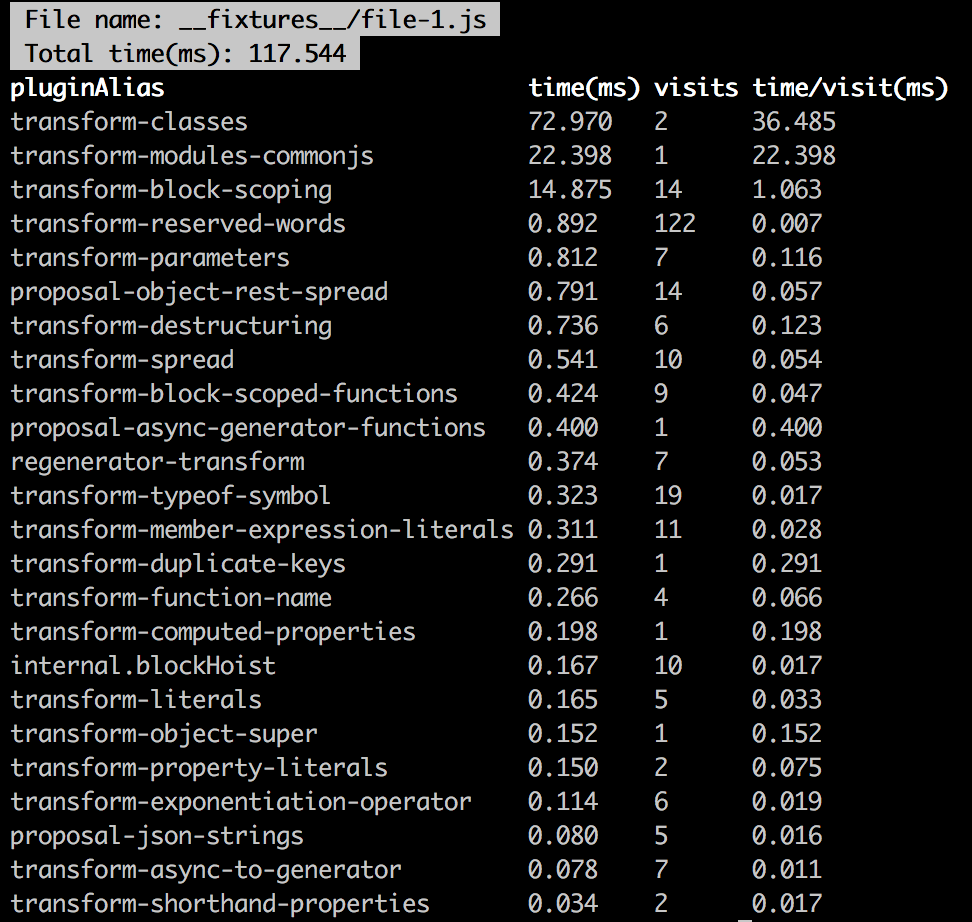 File name: __fixtures__/file-1.js
Total time(ms): 117.544
pluginAlias time(ms) visits time/visit(ms)
transform-classes 72.970 2 36.485
transform-modules-commonjs 22.398 1 22.398
transform-block-scoping 14.875 14 1.063
transform-reserved-words 0.892 122 0.007
transform-parameters 0.812 7 0.116
proposal-object-rest-spread 0.791 14 0.057
transform-destructuring 0.736 6 0.123
transform-spread 0.541 10 0.054
transform-block-scoped-functions 0.424 9 0.047
proposal-async-generator-functions 0.400 1 0.400
regenerator-transform 0.374 7 0.053
transform-typeof-symbol 0.323 19 0.017
transform-member-expression-literals 0.311 11 0.028
transform-duplicate-keys 0.291 1 0.291
transform-function-name 0.266 4 0.066
transform-computed-properties 0.198 1 0.198
internal.blockHoist 0.167 10 0.017
transform-literals 0.165 5 0.033
transform-object-super 0.152 1 0.152
transform-property-literals 0.150 2 0.075
transform-exponentiation-operator 0.114 6 0.019
proposal-json-strings 0.080 5 0.016
transform-async-to-generator 0.078 7 0.011
transform-shorthand-properties 0.034 2 0.017